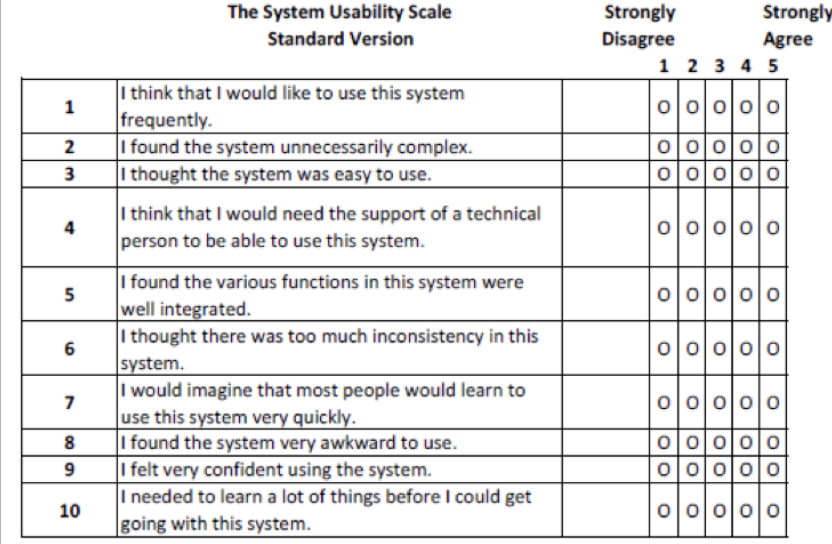 The System Usability Scale Strongly Strongly
Standard Version Disagree Agree
1 2 3 4 5
I think that I would like to use this system
1 O O O O O
frequently.
2 I found the system unnecessarily complex. O O O O O
3 I thought the system was easy to use. O O O O O
I think that I would need the support of a technical
4 O O O O O
person to be able to use this system.
I found the various functions in this system were
5 O O O O O
well integrated.
I thought there was too much inconsistency in this
6 O O O O O
system.
I would imagine that most people would learn to
7 O O O O O
use this system very quickly.
8 I found the system very awkward to use. O O O O O
9 I felt very confident using the system. O O O O O
I needed to learn a lot of things before I could get
10 O O O O O
going with this system.